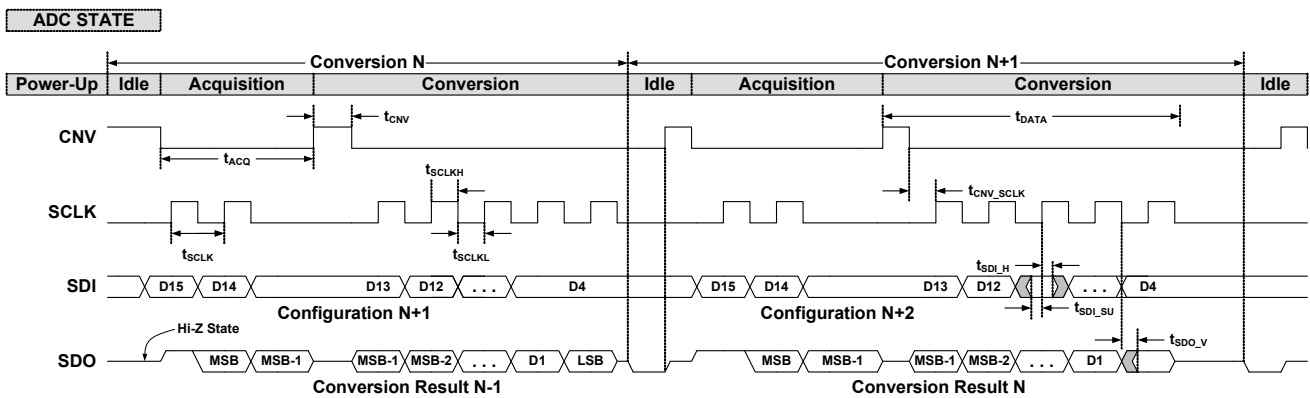 ADC STATE
Conversion N
Conversion N+1
Power-Up Idle Acquisition Conversion Idle Acquisition Conversion Idle
CNV
tCNV
tDATA
tACQ
tSCLKH
SCLK
tCNV_SCLK
tSCLK
tSCLKL
tSDI_H
SDI
D15 D14 D13 D12 . . . D4 D15 D14 D13 D12 . . . D4
Configuration N+1
Configuration N+2
tSDI_SU
Hi-Z State
tSDO_V
SDO
MSB MSB-1 MSB-1 MSB-2 . . . D1 LSB MSB MSB-1 MSB-1 MSB-2 . . . D1
Conversion Result N-1
Conversion Result N